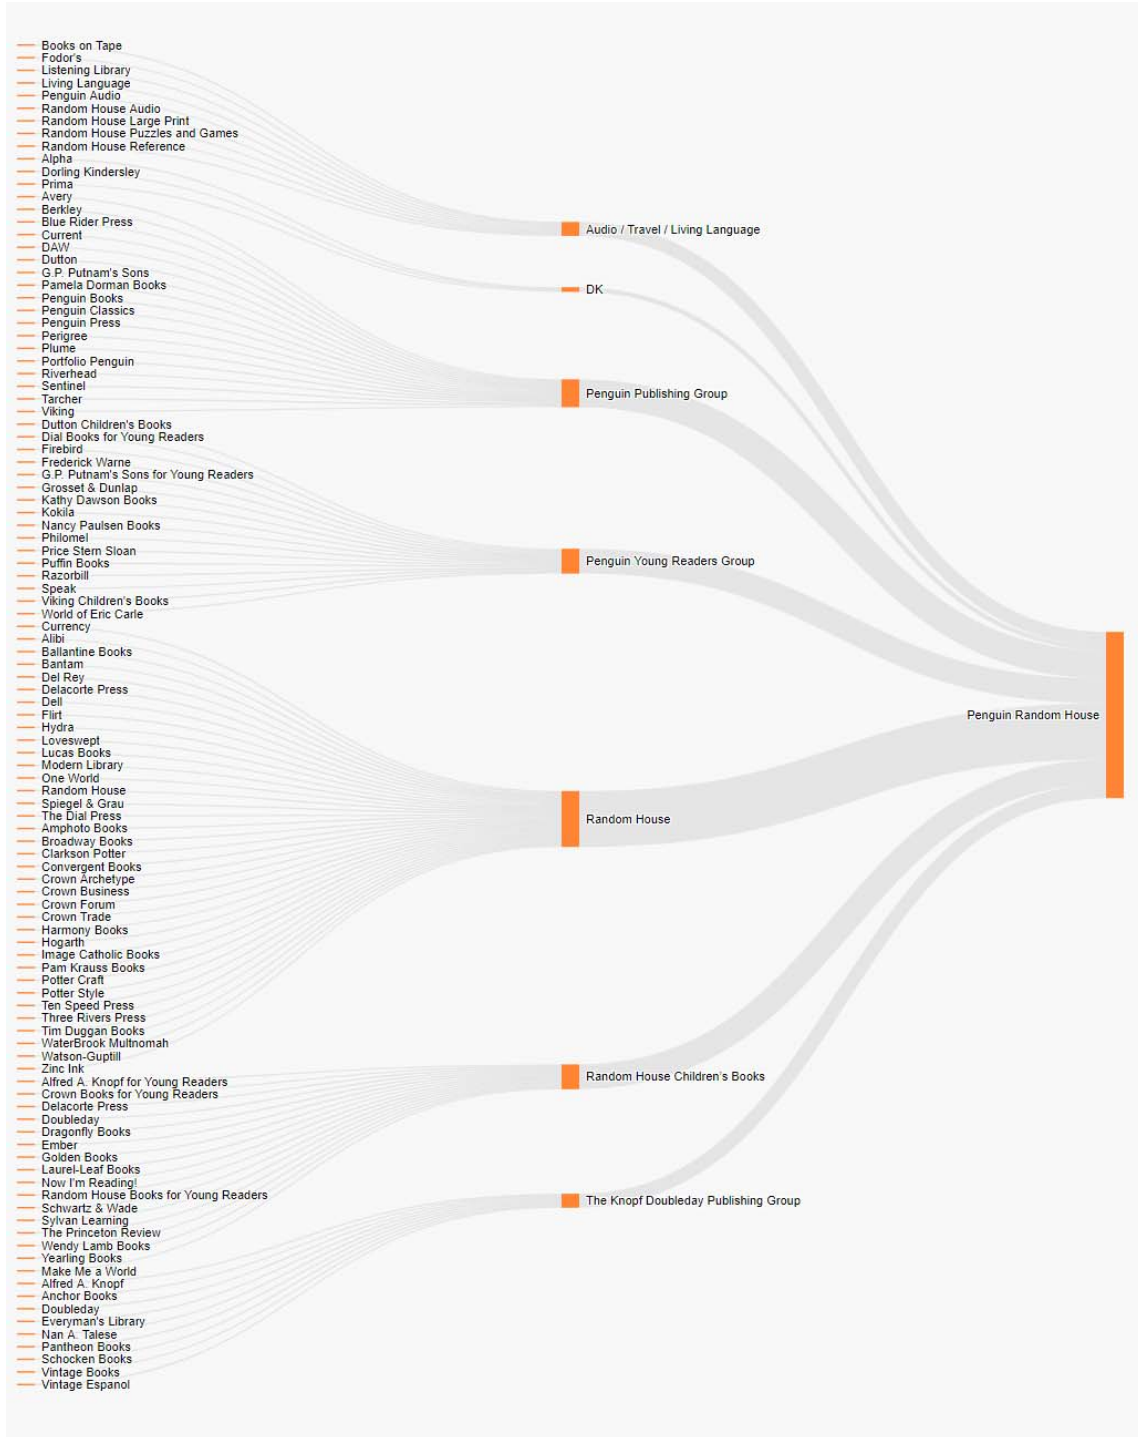 Books on Tape
Fodor's
Listening Library
Living Language
Penguin Audio
Random House Audio
Random House Large Print
Random House Puzzles and Games
Random House Reference
Alpha
Dorling Kindersley
Prima
Avery
Berkley
Blue Rider Press
Current
DAW
Dutton
G.P. Putnam's Sons
Pamela Dorman Books
Penguin Books
Penguin Classics
Penguin Press
Perigree
Plume
Portfolio Penguin
Riverhead
Sentinel
Tarcher
Viking
Dutton Children's Books
Dial Books for Young Readers
Firebird
Frederick Warne
G.P. Putnam's Sons for Young Readers
Grosset & Dunlap
Kathy Dawson Books
Kokila
Nancy Paulsen Books
Philomel
Price Stern Sloan
Puffin Books
Razorbill
Speak
Viking Children's Books
World of Eric Carle
Currency
Alibi
Ballantine Books
Bantam
Del Rey
Delacorte Press
Dell
Flirt
Hydra
Loveswept
Lucas Books
Modern Library
One World
Random House
Spiegel & Grau
The Dial Press
Amphoto Books
Broadway Books
Clarkson Potter
Convergent Books
Crown Archetype
Crown Business
Crown Forum
Crown Trade
Harmony Books
Hogarth
Image Catholic Books
Pam Krauss Books
Potter Craft
Potter Style
Ten Speed Press
Three Rivers Press
Tim Duggan Books
WaterBrook Multnomah
Watson-Guptill
Zinc Ink
Alfred A. Knopf for Young Readers
Crown Books for Young Readers
Delacorte Press
Doubleday
Dragonfly Books
Ember
Golden Books
Laurel-Leaf Books
Now I'm Reading!
Random House Books for Young Readers
Schwartz & Wade
Sylvan Learning
The Princeton Review
Wendy Lamb Books
Yearling Books
Make Me a World
Alfred A. Knopf
Anchor Books
Doubleday
Everyman's Library
Nan A. Talese
Pantheon Books
Schocken Books
Vintage Books
Vintage Espanol
Audio / Travel / Living Language
DK
Penguin Publishing Group
Penguin Young Readers Group
Random House
Random House Children's Books
The Knopf Doubleday Publishing Group
Penguin Random House